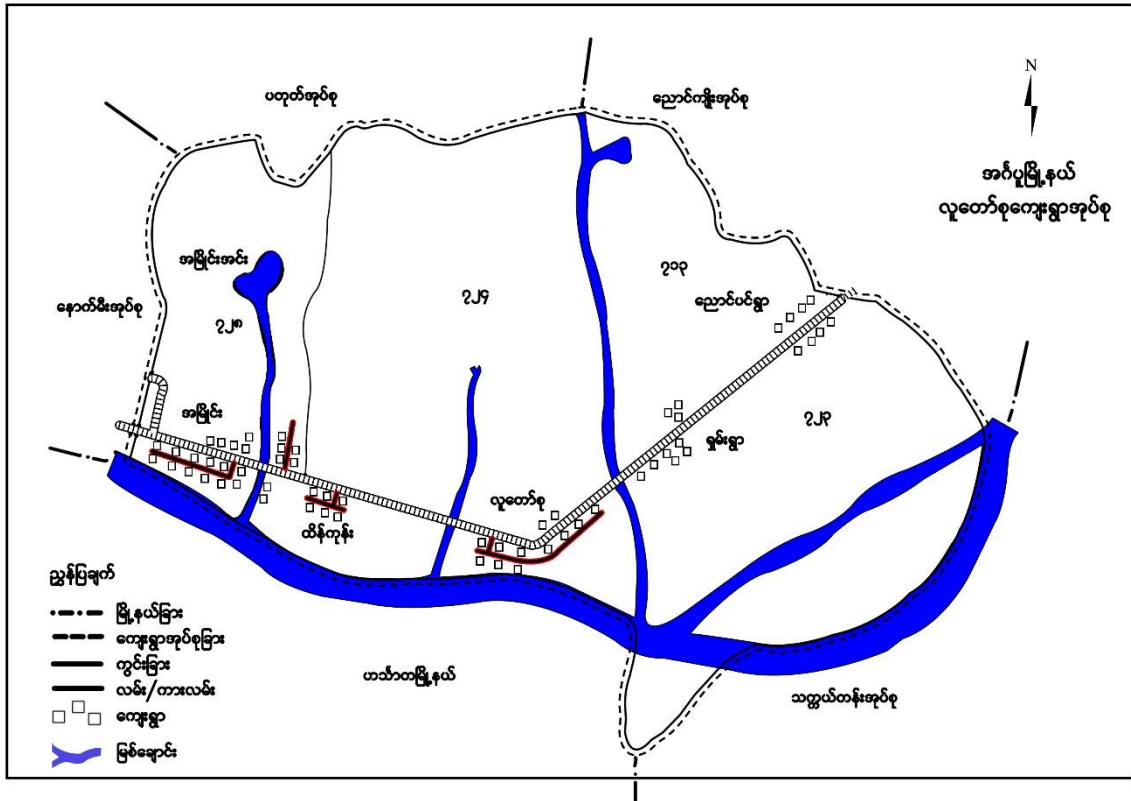 ပတုတ်အုပ်စု
ညောင်ကျိုးအုပ်စု
N
အင်္ဂပူမြို့နယ်
လူတော်စုကျေးရွာအုပ်စု
အမြိုင်းအင်း
၇၂၄
၇၁၃
ညောင်ပင်ရွာ
နောက်မီးအုပ်စု
၇၂၈
အမြိုင်း
ရှမ်းရွာ
၇၂၃
လူတော်စု
ထိန်ကုန်း
ညွှန်ပြချက်
မြို့နယ်ခြား
ကျေးရွာအုပ်စုခြား
ကွင်းခြား
လမ်း/ကားလမ်း
ကျေးရွာ
မြစ်ချောင်း
ဟင်္သာတမြို့နယ်
သက္ကယ်တန်းအုပ်စု